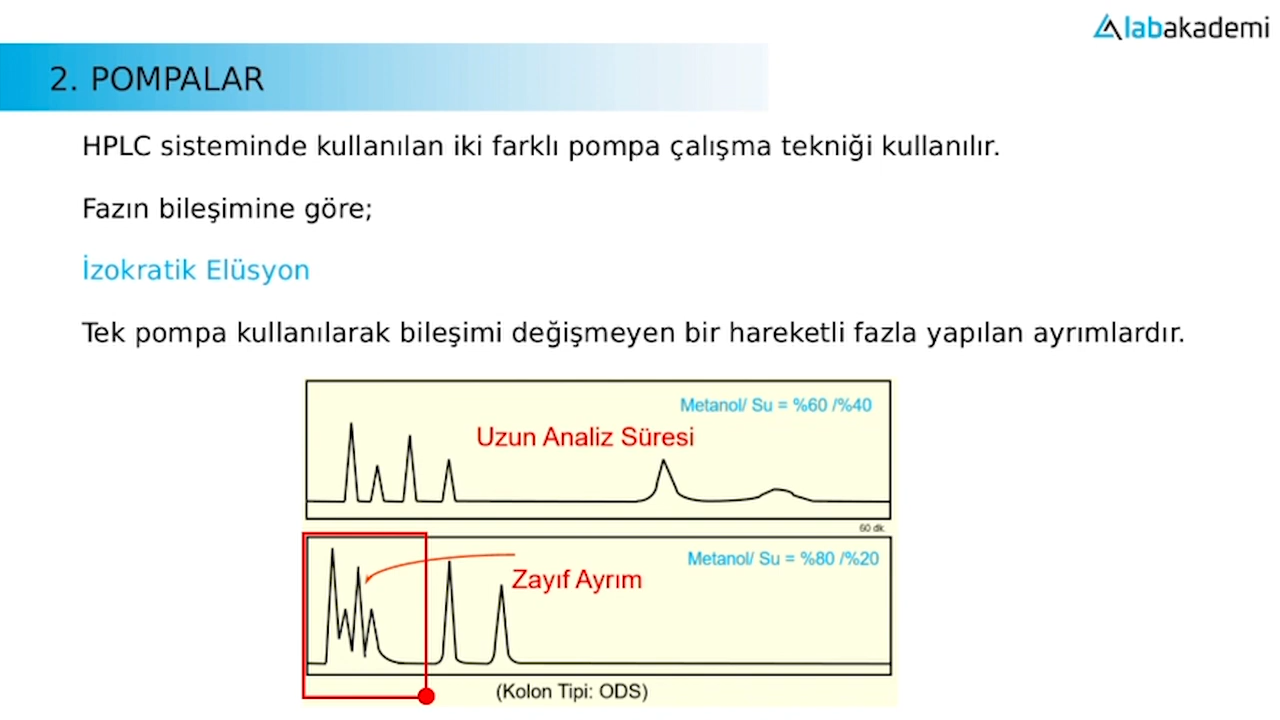 labakademi
2. POMPALAR
HPLC sisteminde kullanılan iki farklı pompa çalışma tekniği kullanılır.
Fazın bileşimine göre;
İzokratik Elüsyon
Tek pompa kullanılarak bileşimi değişmeyen bir hareketli fazla yapılan ayrımlardır.
Metanol/ Su = %60 /%40
Uzun Analiz Süresi
60 dk.
Metanol/ Su = %80 /%20
Zayıf Ayrım
(Kolon Tipi: ODS)